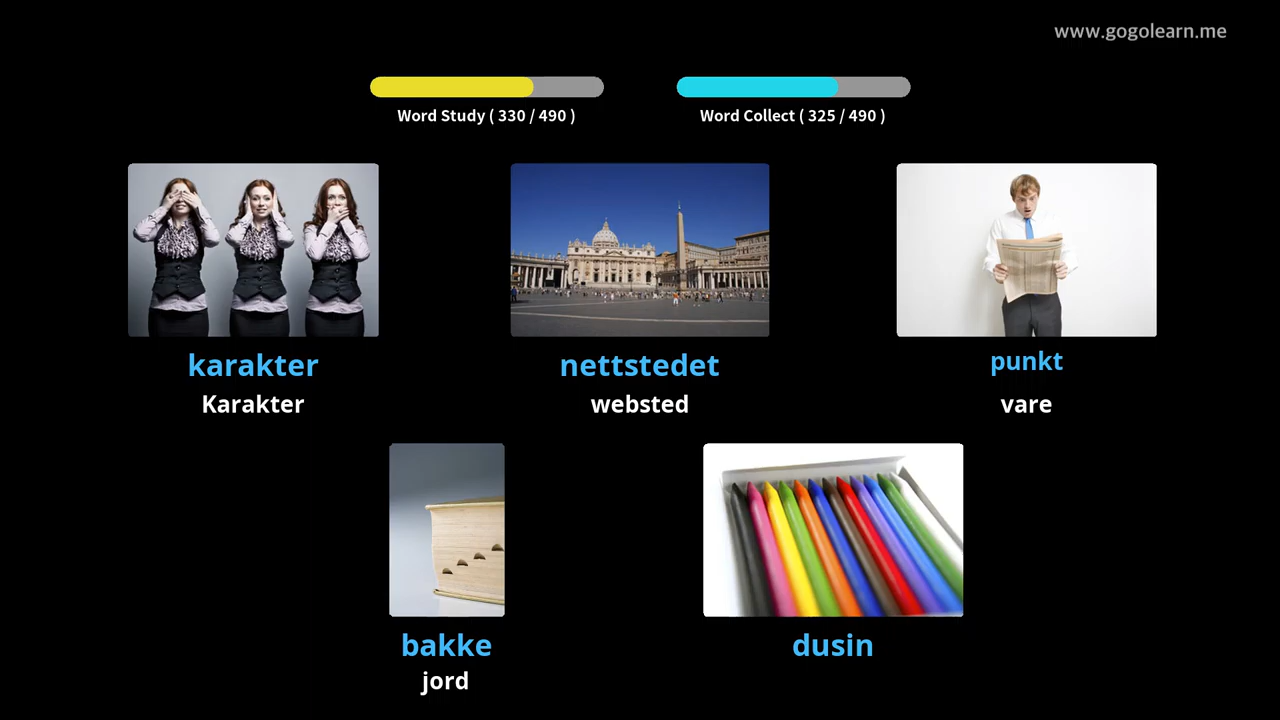 www.gogolearn.me
Word Study ( 330 / 490 )
Word Collect ( 325 / 490 )
karakter
Karakter
nettstedet
websted
punkt
vare
bakke
jord
dusin